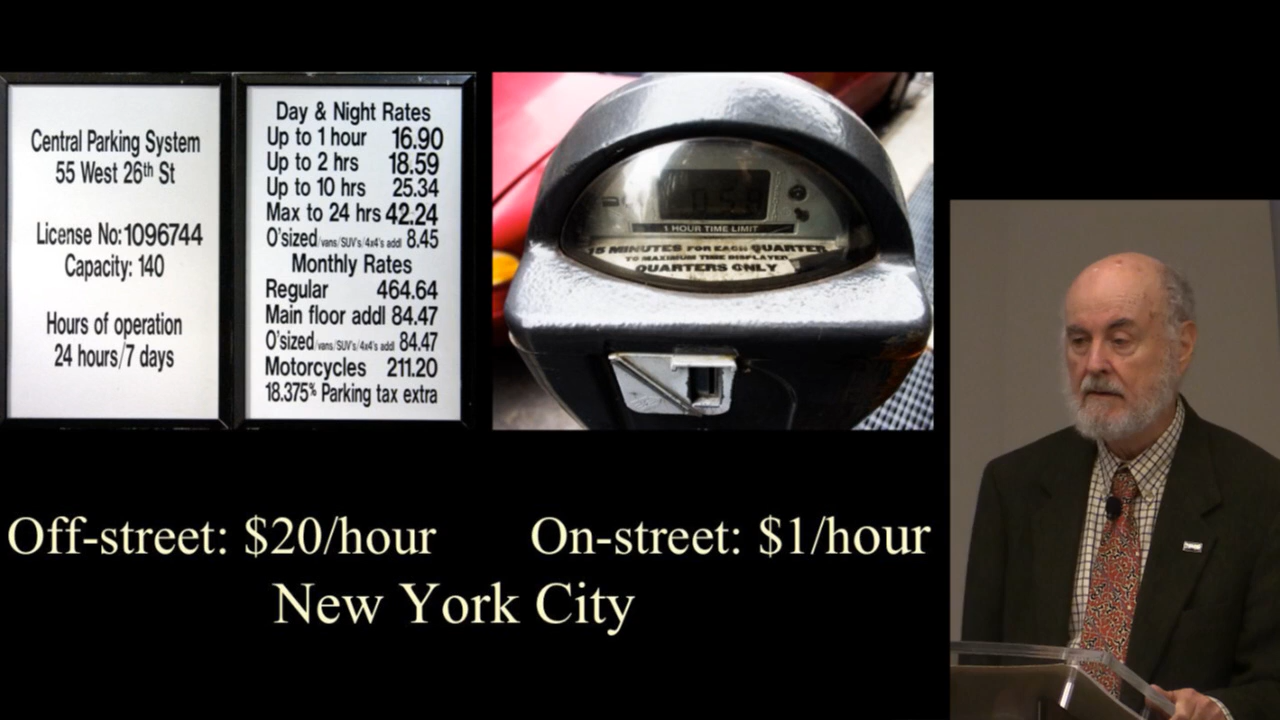 Central Parking System
55 West 26th St
License No: 1096744
Capacity: 140
Hours of operation
24 hours/7 days
Day & Night Rates
Up to 1 hour 16.90
Up to 2 hrs 18.59
Up to 10 hrs 25.34
Max to 24 hrs 42.24
O'sized/vans/SUV's/4x4's addl 8.45
Monthly Rates
Regular 464.64
Main floor addl 84.47
O'sized/vans/SUV's/4x4's addl 84.47
Motorcycles 211.20
18.375% Parking tax extra
1 HOUR TIME LIMIT
15 MINUTES FOR EACH QUARTER
TO MAXIMUM TIME DISPLAYED
QUARTERS ONLY
Off-street: $20/hour
On-street: $1/hour
New York City